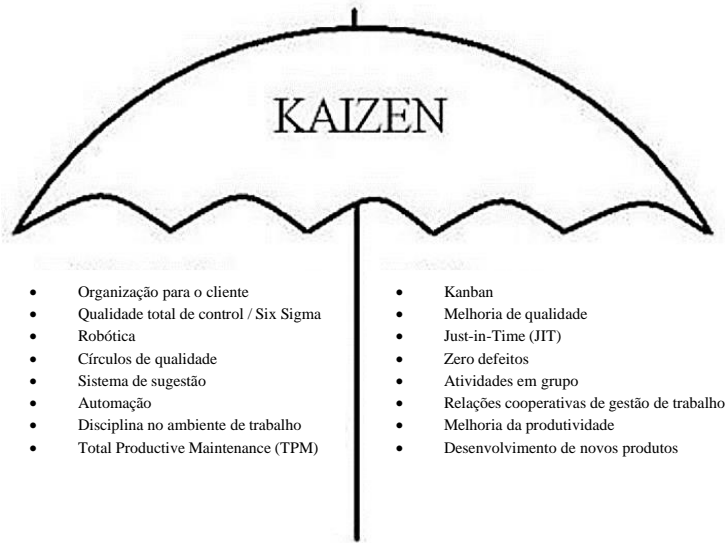 KAIZEN
• Organização para o cliente
• Qualidade total de control / Six Sigma
• Robótica
• Círculos de qualidade
• Sistema de sugestão
• Automação
• Disciplina no ambiente de trabalho
• Total Productive Maintenance (TPM)
• Kanban
• Melhoria de qualidade
• Just-in-Time (JIT)
• Zero defeitos
• Atividades em grupo
• Relações cooperativas de gestão de trabalho
• Melhoria da produtividade
• Desenvolvimento de novos produtos